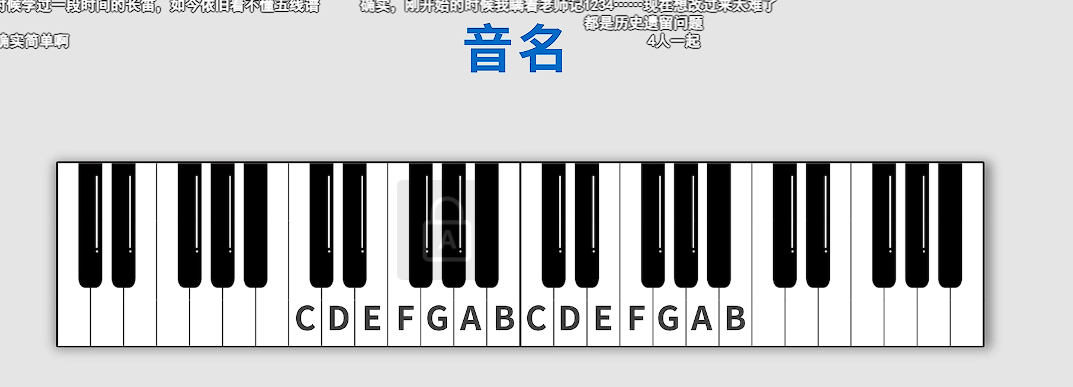 时候学过一段时间的长笛，如今依旧看不懂五线谱
确实，刚开始的时候我瞒着老师记1234……现在想改过来太难了
都是历史遗留问题
确实简单啊
4人一起
音名
A
C D E F G A B C D E F G A B